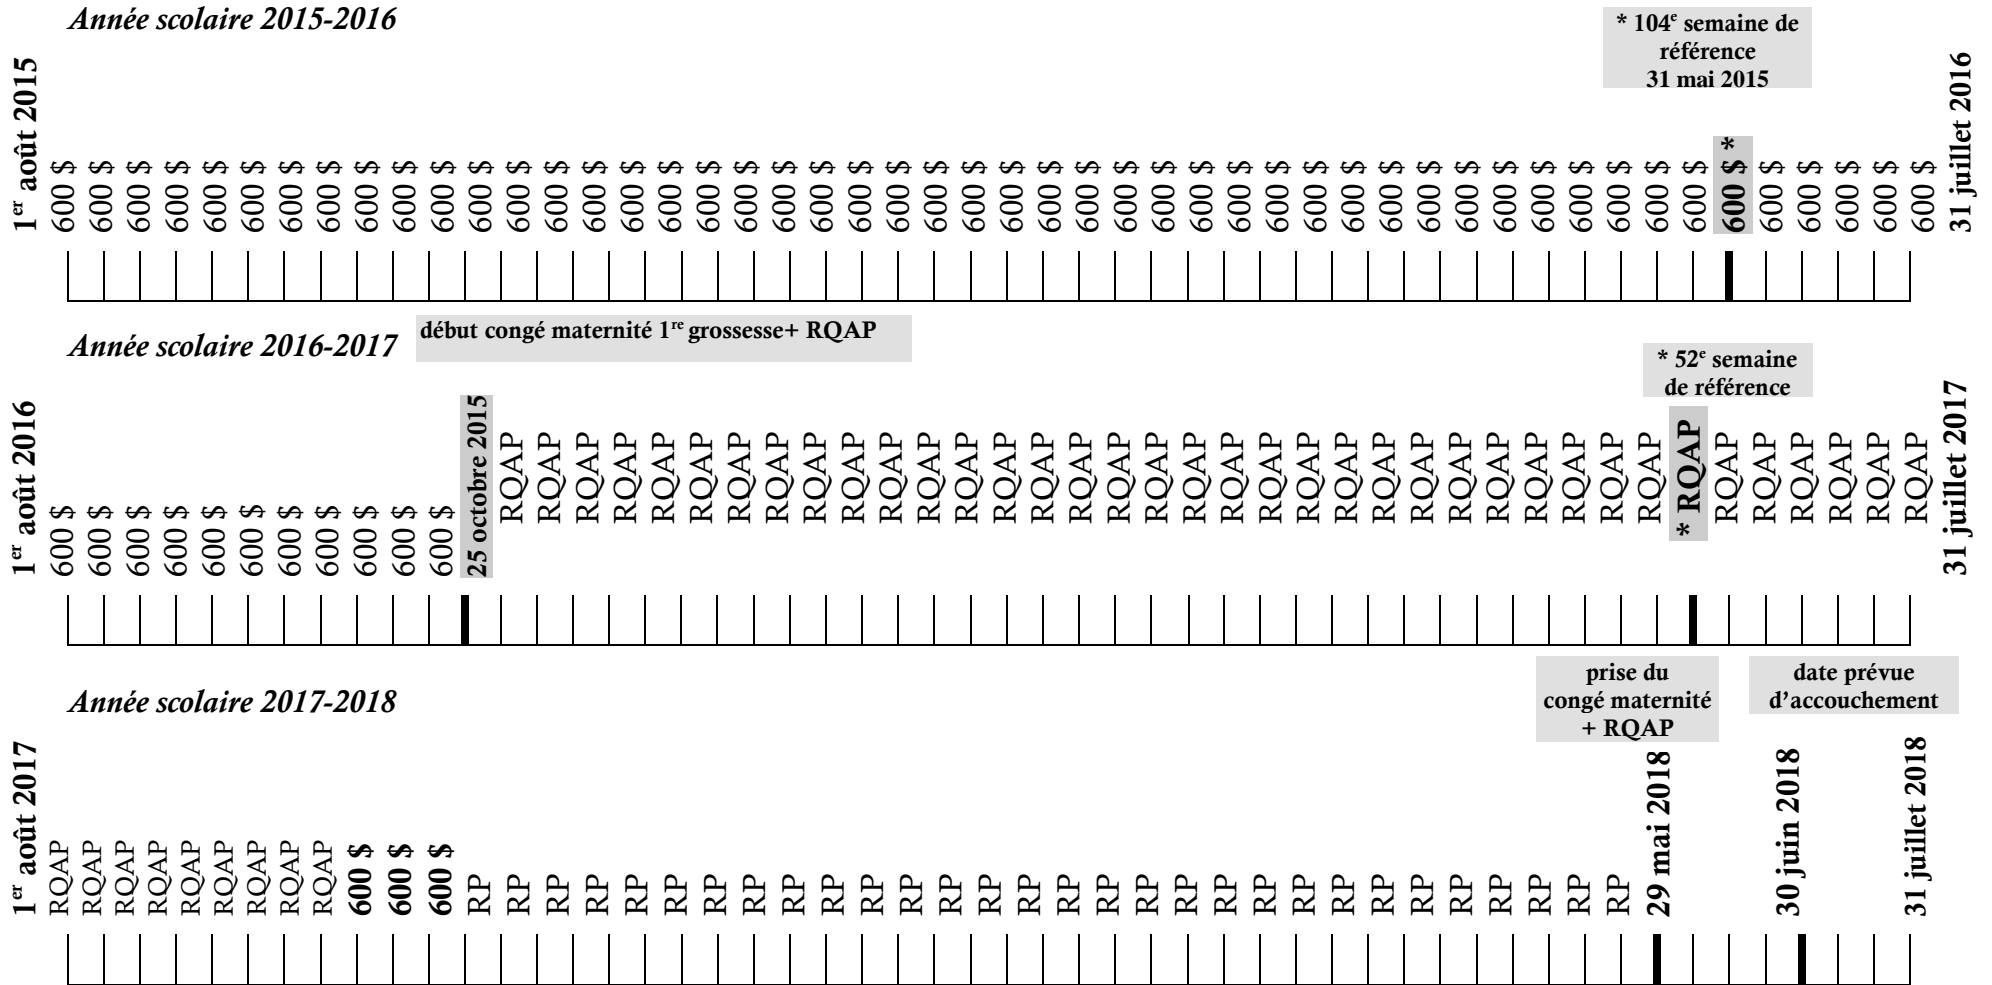 Année scolaire 2015-2016
* 104e semaine de
référence
31 mai 2015
1er août 2015
600 $ 600 $ 600 $ 600 $ 600 $ 600 $ 600 $ 600 $ 600 $ 600 $ 600 $ 600 $ 600 $ 600 $ 600 $ 600 $ 600 $ 600 $ 600 $ 600 $ 600 $ 600 $ 600 $ 600 $ 600 $ 600 $ 600 $ 600 $ 600 $ 600 $ 600 $ 600 $ 600 $ 600 $ 600 $ 600 $ 600 $ 600 $ 600 $ 600 $ 600 $ 600 $ 600 $ 600 $ 600 $ 600 $ 600 $ * 600 $ 600 $ 600 $ 600 $ 600 $
31 juillet 2016
Année scolaire 2016-2017
début congé maternité 1re grossesse+ RQAP
* 52e semaine
de référence
1er août 2016
600 $ 600 $ 600 $ 600 $ 600 $ 600 $ 600 $ 600 $ 600 $ 600 $ 600 $
25 octobre 2015
RQAP RQAP RQAP RQAP RQAP RQAP RQAP RQAP RQAP RQAP RQAP RQAP RQAP RQAP RQAP RQAP RQAP RQAP RQAP RQAP RQAP RQAP RQAP RQAP RQAP RQAP RQAP RQAP RQAP RQAP RQAP * RQAP RQAP RQAP RQAP RQAP RQAP RQAP
31 juillet 2017
Année scolaire 2017-2018
prise du
congé maternité
+ RQAP
date prévue
d’accouchement
1er août 2017
RQAP RQAP RQAP RQAP RQAP RQAP RQAP RQAP RQAP 600 $ 600 $ 600 $ RP RP RP RP RP RP RP RP RP RP RP RP RP RP RP RP RP RP RP RP RP RP RP RP RP RP RP RP RP RP
29 mai 2018
30 juin 2018
31 juillet 2018